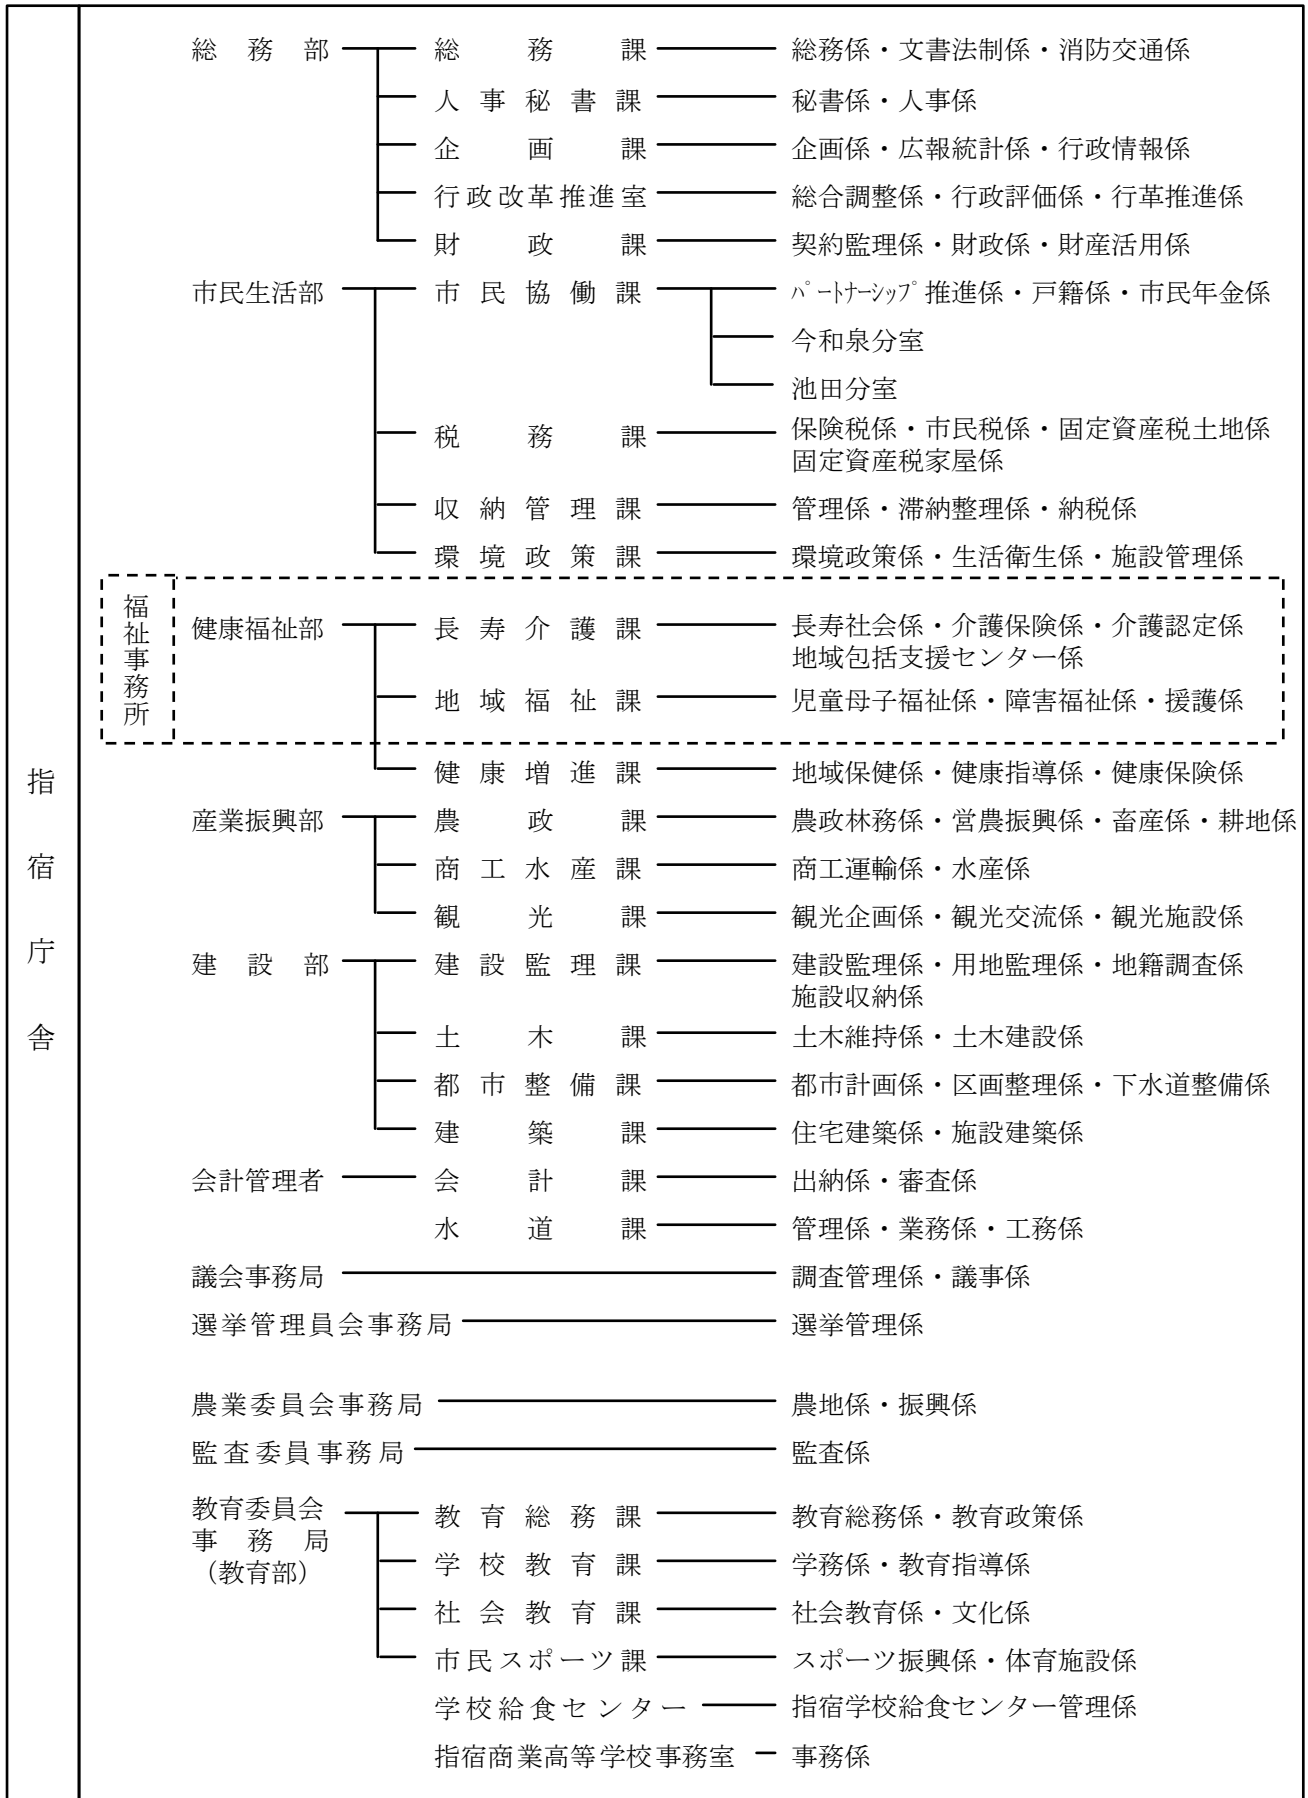 指宿庁舎
総務部 総務課 総務係・文書法制係・消防交通係
人事秘書課 秘書係・人事係
企画課 企画係・広報統計係・行政情報係
行政改革推進室 総合調整係・行政評価係・行革推進係
財政課 契約監理係・財政係・財産活用係
市民生活部 市民協働課 パートナーシップ推進係・戸籍係・市民年金係
今和泉分室
池田分室
税務課 保険税係・市民税係・固定資産税土地係
固定資産税家屋係
収納管理課 管理係・滞納整理係・納税係
環境政策課 環境政策係・生活衛生係・施設管理係
福祉事務所
健康福祉部 長寿介護課 長寿社会係・介護保険係・介護認定係
地域包括支援センター係
地域福祉課 児童母子福祉係・障害福祉係・援護係
健康増進課 地域保健係・健康指導係・健康保険係
産業振興部 農政課 農政林務係・営農振興係・畜産係・耕地係
商工水産課 商工運輸係・水産係
観光課 観光企画係・観光交流係・観光施設係
建設部 建設監理課 建設監理係・用地監理係・地籍調査係
施設収納係
土木課 土木維持係・土木建設係
都市整備課 都市計画係・区画整理係・下水道整備係
建築課 住宅建築係・施設建築係
会計管理者 会計課 出納係・審査係
水道課 管理係・業務係・工務係
議会事務局 調査管理係・議事係
選挙管理員会事務局 選挙管理係
農業委員会事務局 農地係・振興係
監査委員事務局 監査係
教育委員会
事務局
（教育部）
教育総務課 教育総務係・教育政策係
学校教育課 学務係・教育指導係
社会教育課 社会教育係・文化係
市民スポーツ課 スポーツ振興係・体育施設係
学校給食センター 指宿学校給食センター管理係
指宿商業高等学校事務室 事務係